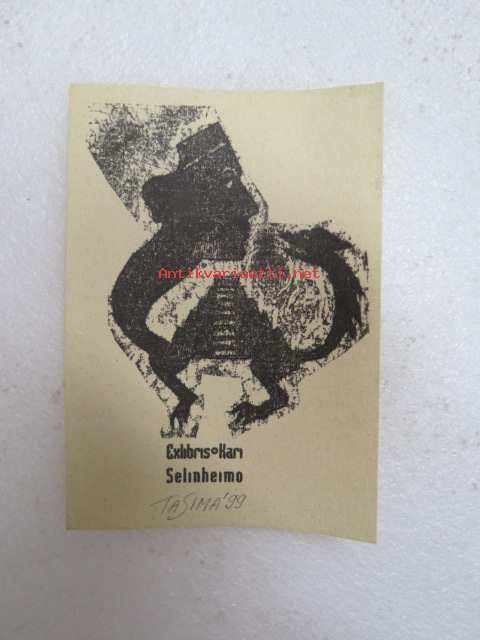 Antikvariaatti.net
Exlibris Kari
Selinheimo
TASIMA '99